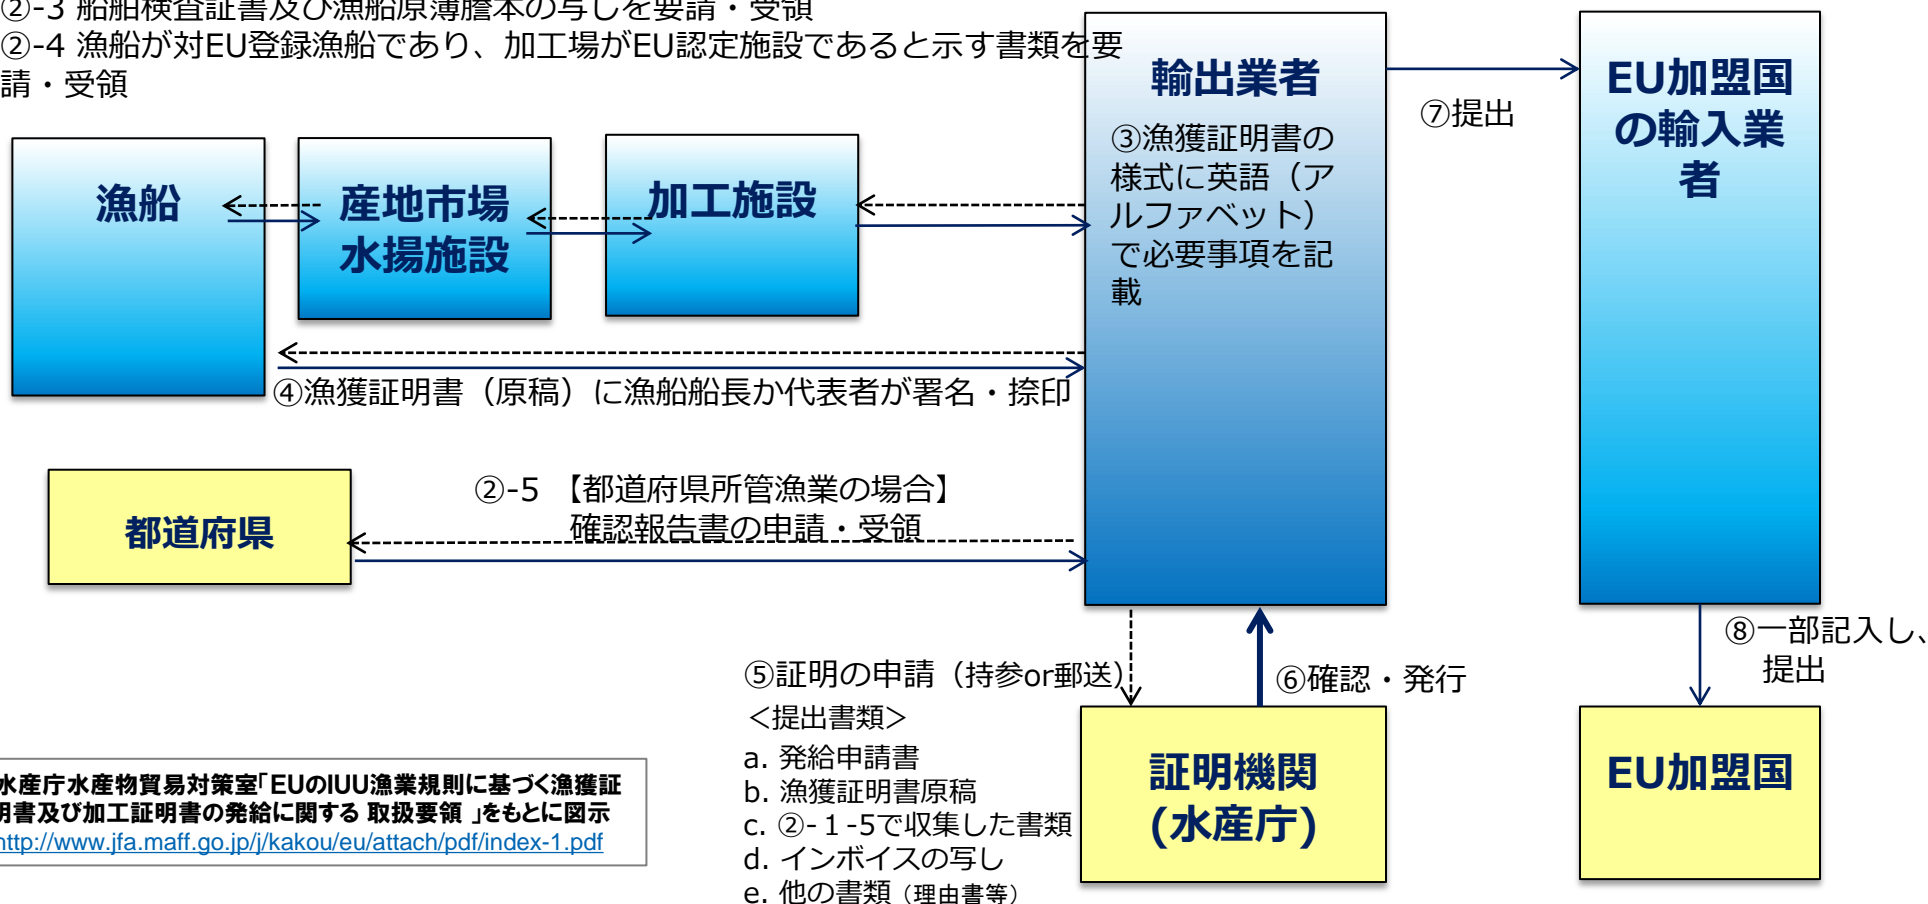 ②-3 船舶検査証書及び漁船原簿謄本の写しを要請・受領
②-4 漁船が対EU登録漁船であり、加工場がEU認定施設であると示す書類を要
請・受領
漁船
産地市場
水揚施設
加工施設
輸出業者
③漁獲証明書の
様式に英語（ア
ルファベット）
で必要事項を記
載
⑦提出
EU加盟国
の輸入業
者
④漁獲証明書（原稿）に漁船船長か代表者が署名・捺印
都道府県
②-5 【都道府県所管漁業の場合】
確認報告書の申請・受領
⑧一部記入し、
提出
⑤証明の申請（持参or郵送）
⑥確認・発行
＜提出書類＞
a. 発給申請書
b. 漁獲証明書原稿
c. ②-１-5で収集した書類
d. インボイスの写し
e. 他の書類（理由書等）
証明機関
(水産庁)
EU加盟国
水産庁水産物貿易対策室「EUのIUU漁業規則に基づく漁獲証
明書及び加工証明書の発給に関する 取扱要領 」をもとに図示
http://www.jfa.maff.go.jp/j/kakou/eu/attach/pdf/index-1.pdf